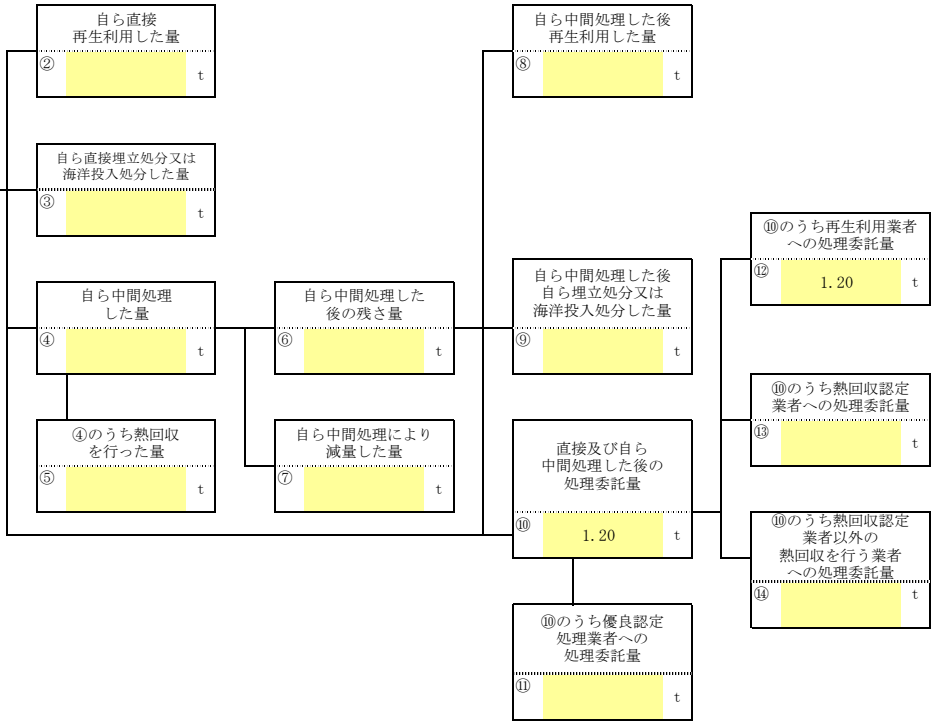 自ら直接
再生利用した量
②
t
自ら中間処理した後
再生利用した量
⑧
t
自ら直接埋立処分又は
海洋投入処分した量
③
t
⑩のうち再生利用業者
への処理委託量
⑫
1.20
t
自ら中間処理
した量
④
t
自ら中間処理した
後の残さ量
⑥
t
自ら中間処理した後
自ら埋立処分又は
海洋投入処分した量
⑨
t
⑩のうち熱回収認定
業者への処理委託量
⑬
t
④のうち熱回収
を行った量
⑤
t
自ら中間処理により
減量した量
⑦
t
直接及び自ら
中間処理した後の
処理委託量
⑩
1.20
t
⑩のうち熱回収認定
業者以外の
熱回収を行う業者
への処理委託量
⑭
t
⑩のうち優良認定
処理業者への
処理委託量
⑪
t